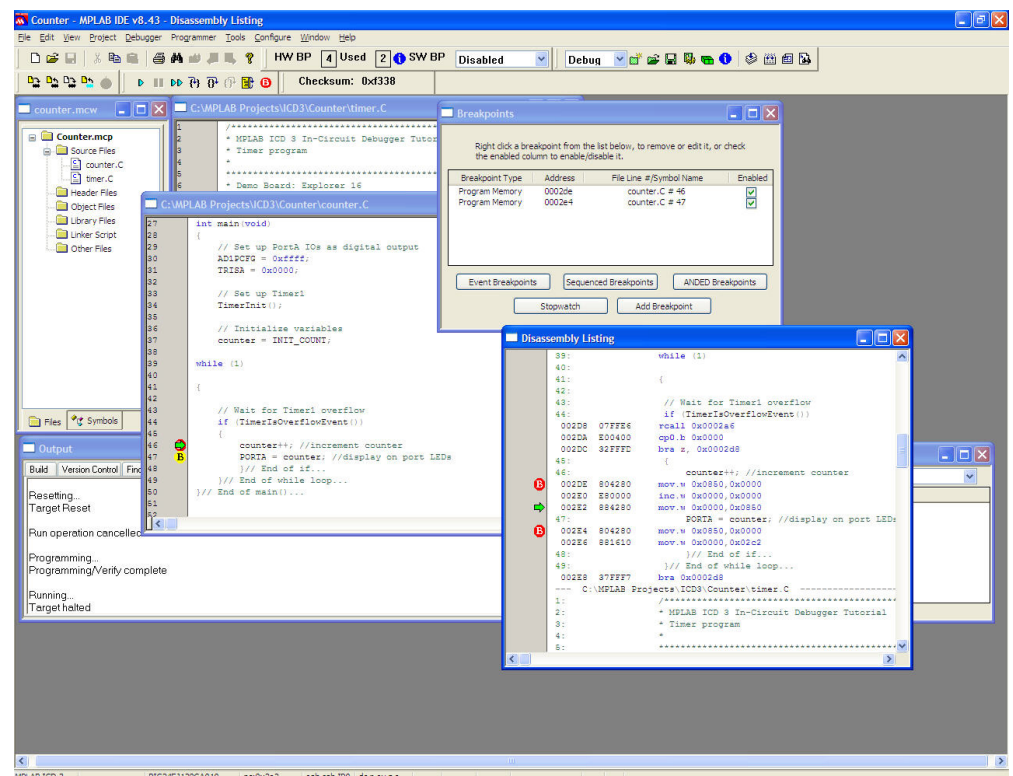 Counter - MPLAB IDE v8.43 - Disassembly Listing
File Edit View Project Debugger Programmer Tools Configure Window Help
HW BP 4 Used 2 SW BP Disabled Debug
Checksum: 0xf338
counter.mcw
Counter.mcp
Source Files
counter.C
timer.C
Header Files
Object Files
Library Files
Linker Script
Other Files
Files Symbols
C:\MPLAB Projects\ICD3\Counter\timer.C
1 /**************************************
2 * MPLAB ICD 3 In-Circuit Debugger Tutor
3 * Timer program
4 *
5 ***************************************
6 * Demo Board: Explorer 16
C:\MPLAB Projects\ICD3\Counter\counter.C
27 int main(void)
28 {
29 // Set up PortA IOs as digital output
30 AD1PCFG = 0xffff;
31 TRISA = 0x0000;
32
33 // Set up Timer1
34 TimerInit();
35
36 // Initialize variables
37 counter = INIT_COUNT;
38
39 while (1)
40
41 {
42
43 // Wait for Timer1 overflow
44 if (TimerIsOverflowEvent())
45 {
46 counter++; //increment counter
47 B PORTA = counter; //display on port LEDs
48 }// End of if...
49 }// End of while loop...
50 }// End of main()...
51
52
Breakpoints
Right click a breakpoint from the list below, to remove or edit it, or check
the enabled column to enable/disable it.
Breakpoint Type Address File Line #/Symbol Name Enabled
Program Memory 0002de counter.C # 46
Program Memory 0002e4 counter.C # 47
Event Breakpoints Sequenced Breakpoints ANDED Breakpoints
Stopwatch Add Breakpoint
Disassembly Listing
39: while (1)
40:
41: {
42:
43: // Wait for Timer1 overflow
44: if (TimerIsOverflowEvent())
002D8 07FFE6 rcall 0x0002a6
002DA E00400 cp0.b 0x0000
002DC 32FFFD bra z, 0x0002d8
45: {
46: counter++; //increment counter
B 002DE 804280 mov.w 0x0850,0x0000
002E0 E80000 inc.w 0x0000,0x0000
002E2 884280 mov.w 0x0000,0x0850
47: PORTA = counter; //display on port LEDs
B 002E4 804280 mov.w 0x0850,0x0000
002E6 881610 mov.w 0x0000,0x02c2
48: }// End of if...
49: }// End of while loop...
002E8 37FFF7 bra 0x0002d8
--- C:\MPLAB Projects\ICD3\Counter\timer.C ------------------
1: /******************************************
2: * MPLAB ICD 3 In-Circuit Debugger Tutorial
3: * Timer program
4: *
5: *******************************************
Output
Build Version Control Find
Resetting...
Target Reset
Run operation cancelled
Programming...
Programming/Verify complete
Running...
Target halted